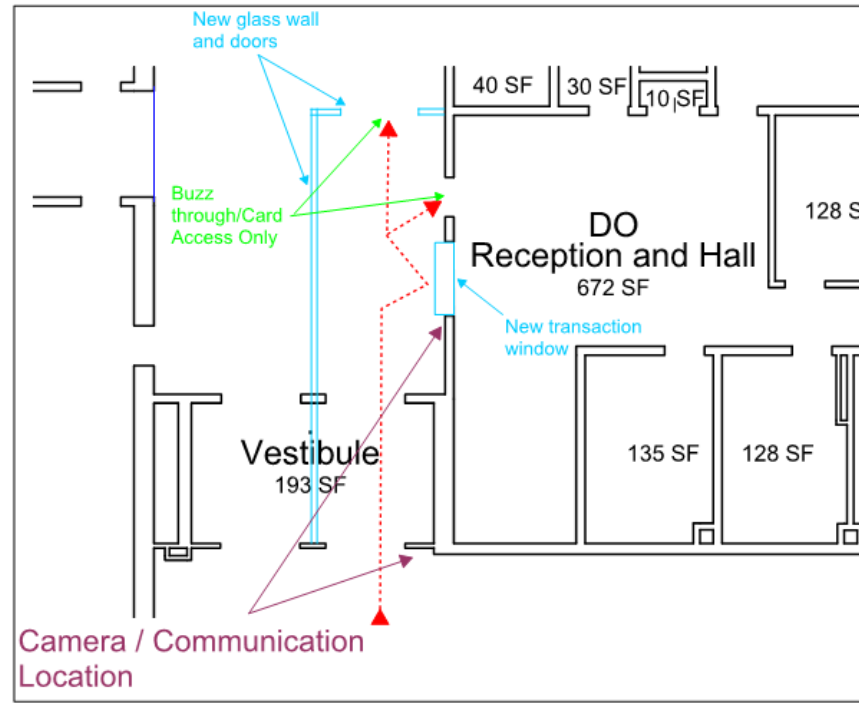 New glass wall
and doors
40 SF
30 SF
10 SF
Buzz
through/Card
Access Only
DO
Reception and Hall
672 SF
128 S
New transaction
window
Vestibule
193 SF
135 SF
128 SF
Camera / Communication
Location